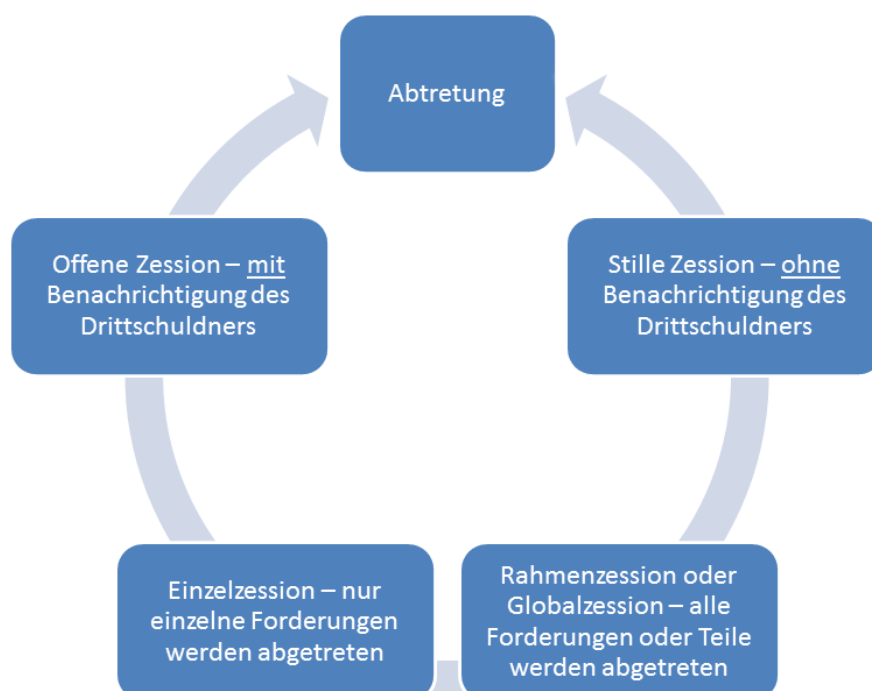 Abtretung
Offene Zession – mit
Benachrichtigung des
Drittschuldners
Stille Zession – ohne
Benachrichtigung des
Drittschuldners
Einzelzession – nur
einzelne Forderungen
werden abgetreten
Rahmenzession oder
Globalzession – alle
Forderungen oder Teile
werden abgetreten